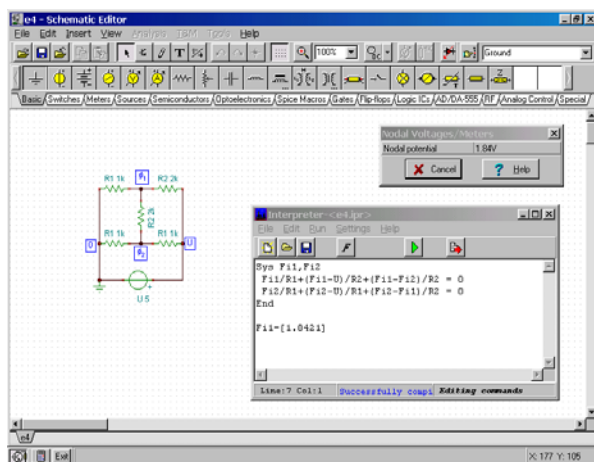 e4 - Schematic Editor
File Edit Insert View Analysis T&M Tools Help
100% Ground
Basic Switches Meters Sources Semiconductors Optoelectronics Spice Macros Gates Flip-flops Logic ICs AD/DA-555 RF Analog Control Special
Nodal Voltages/Meters
Nodal potential 1.84V
Cancel Help
R1 1k R2 2k
R2 2k
R1 1k R1 1k
0 U
U 5
Interpreter-<e4.ipr>
File Edit Run Settings Help
Sys Fi1,Fi2
Fi1/R1+(Fi1-U)/R2+(Fi1-Fi2)/R2 = 0
Fi2/R1+(Fi2-U)/R1+(Fi2-Fi1)/R2 = 0
End
Fi1=[1.8421]
Line:7 Col:1 Successfully compi Editing commands
e4
Exit X: 177 Y: 105